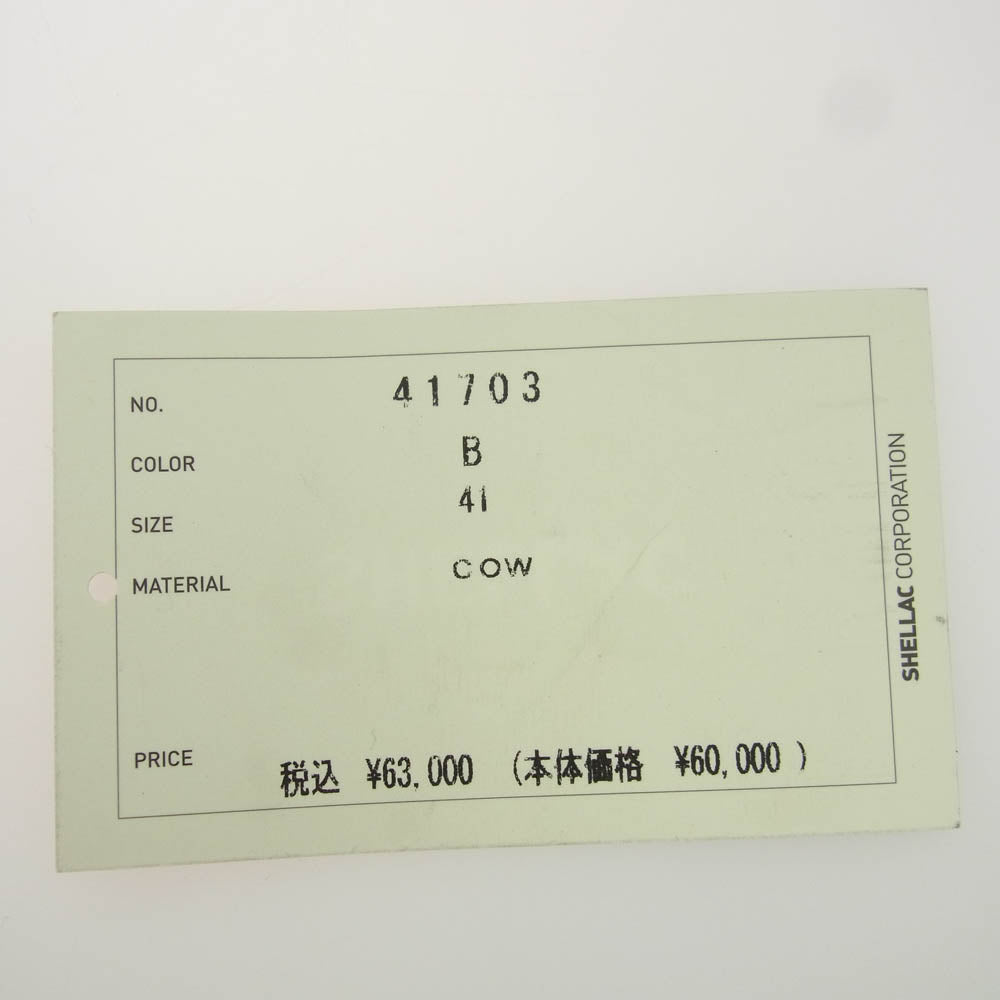 NO. 41703
COLOR B
SIZE 41
MATERIAL COW
PRICE 税込 ¥63,000 (本体価格 ¥60,000 )
SHELLAC CORPORATION